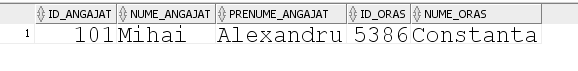 ID_ANGAJAT NUME_ANGAJAT PRENUME_ANGAJAT ID_ORAS NUME_ORAS
1 101 Mihai Alexandru 5386 Constanta